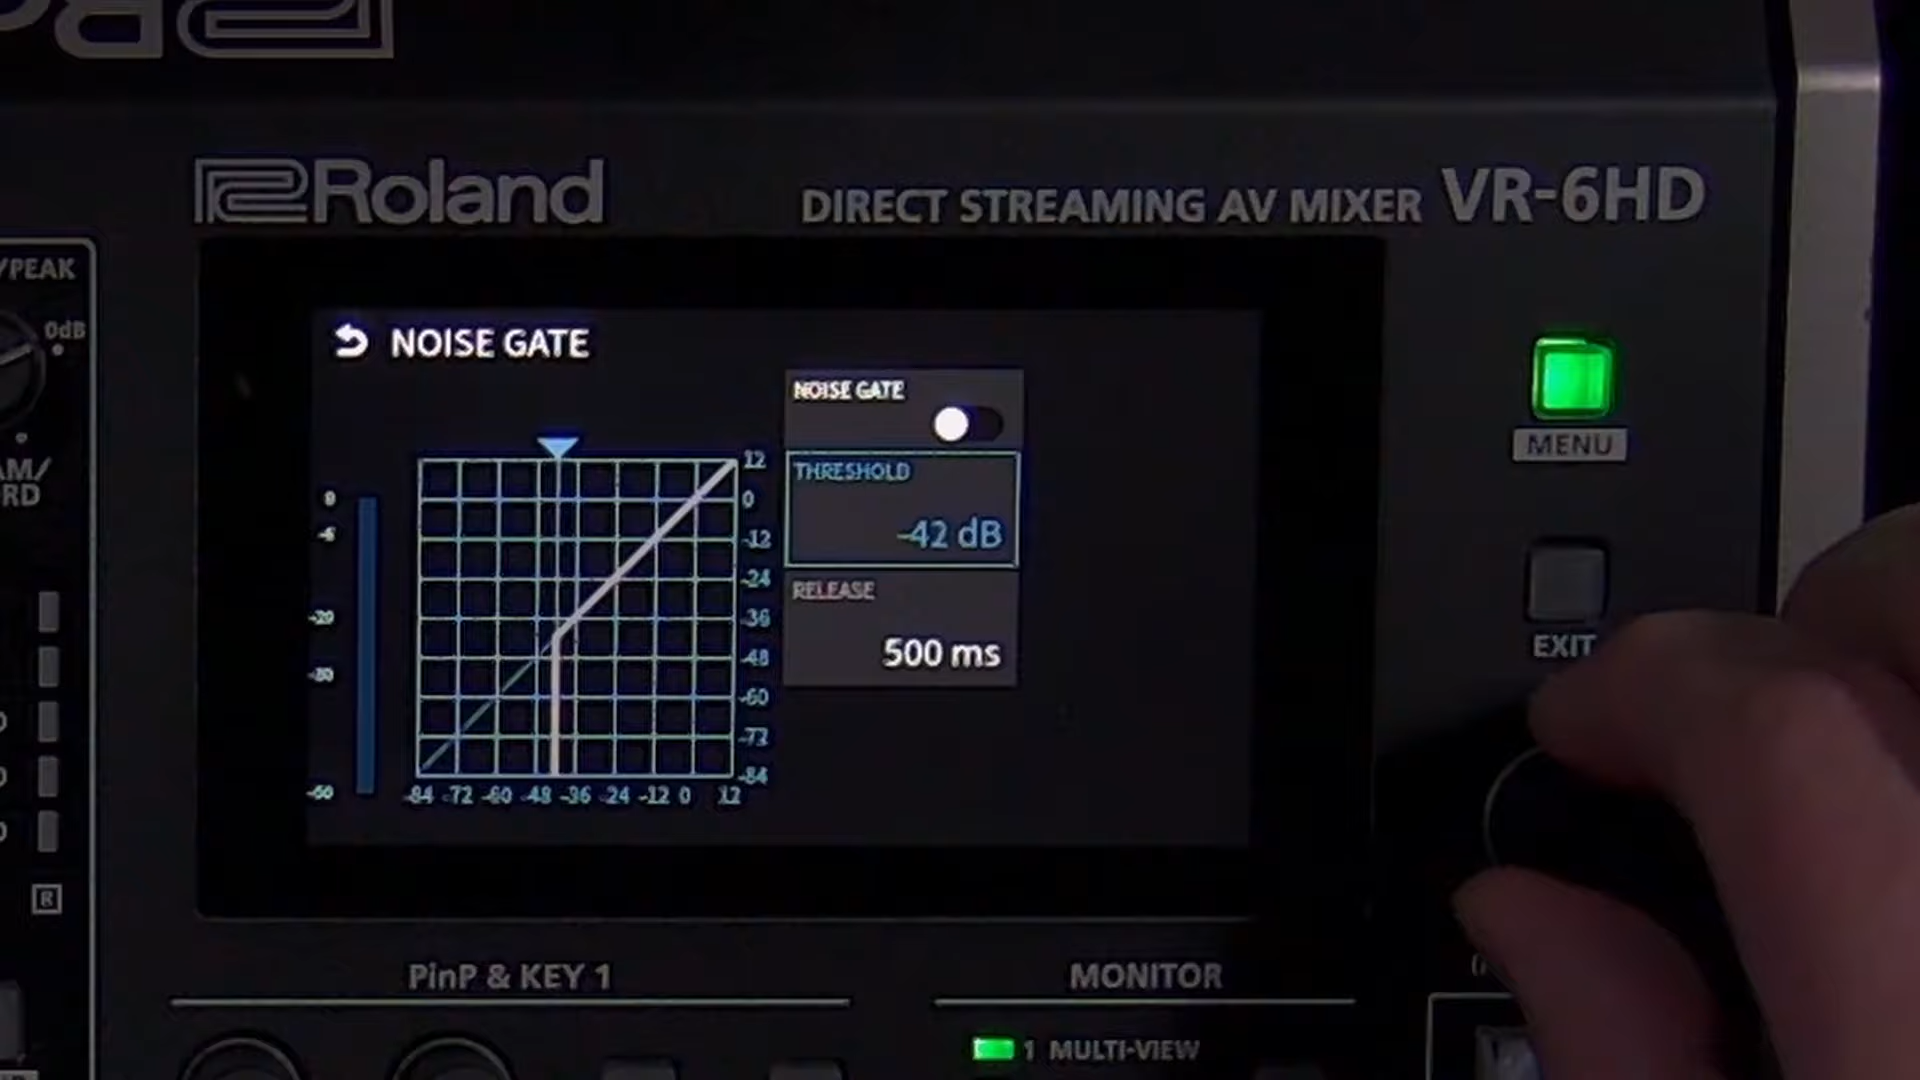 Roland
DIRECT STREAMING AV MIXER VR-6HD
/PEAK
0dB
AM/
RD
NOISE GATE
NOISE GATE
THRESHOLD
-42 dB
RELEASE
500 ms
12
0
-12
-24
-36
-48
-60
-72
-84
-84 -72 -60 -48 -36 -24 -12 0 12
0
-6
-20
-30
-60
MENU
EXIT
R
PinP & KEY 1
MONITOR
1 MULTI-VIEW